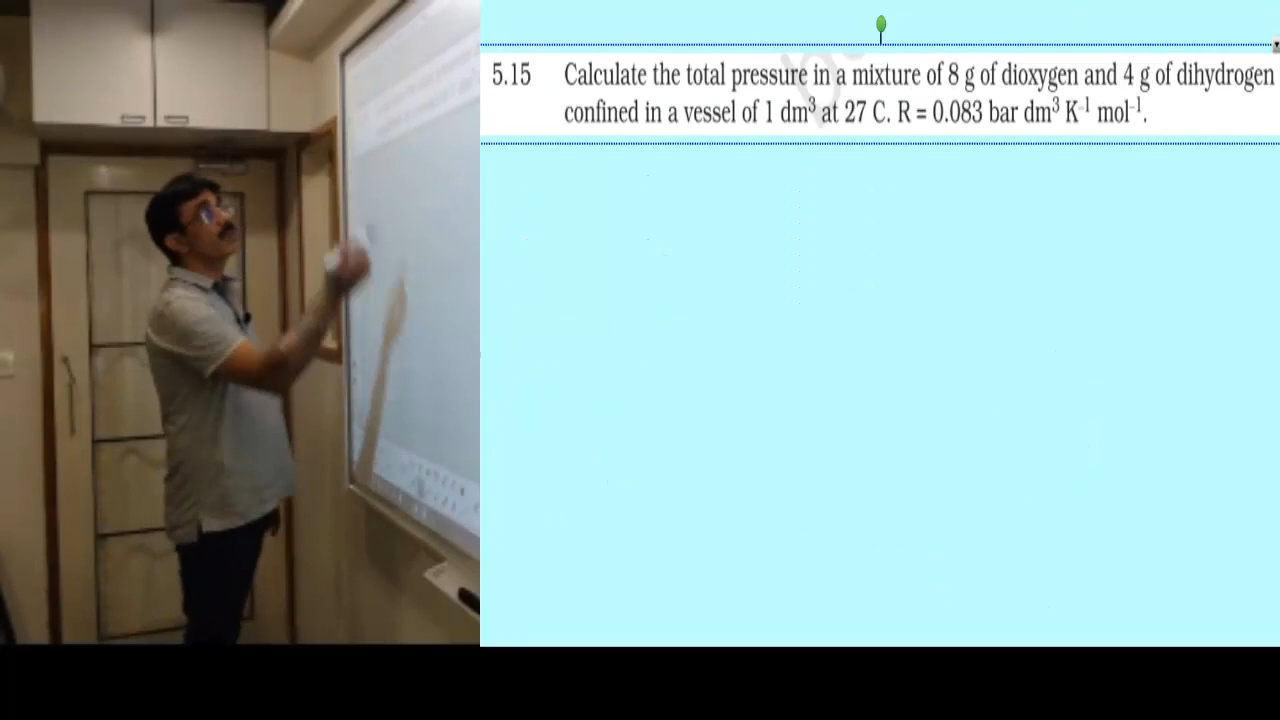 5.15 Calculate the total pressure in a mixture of 8 g of dioxygen and 4 g of dihydrogen
confined in a vessel of 1 dm³ at 27 C. R = 0.083 bar dm³ K⁻¹ mol⁻¹.